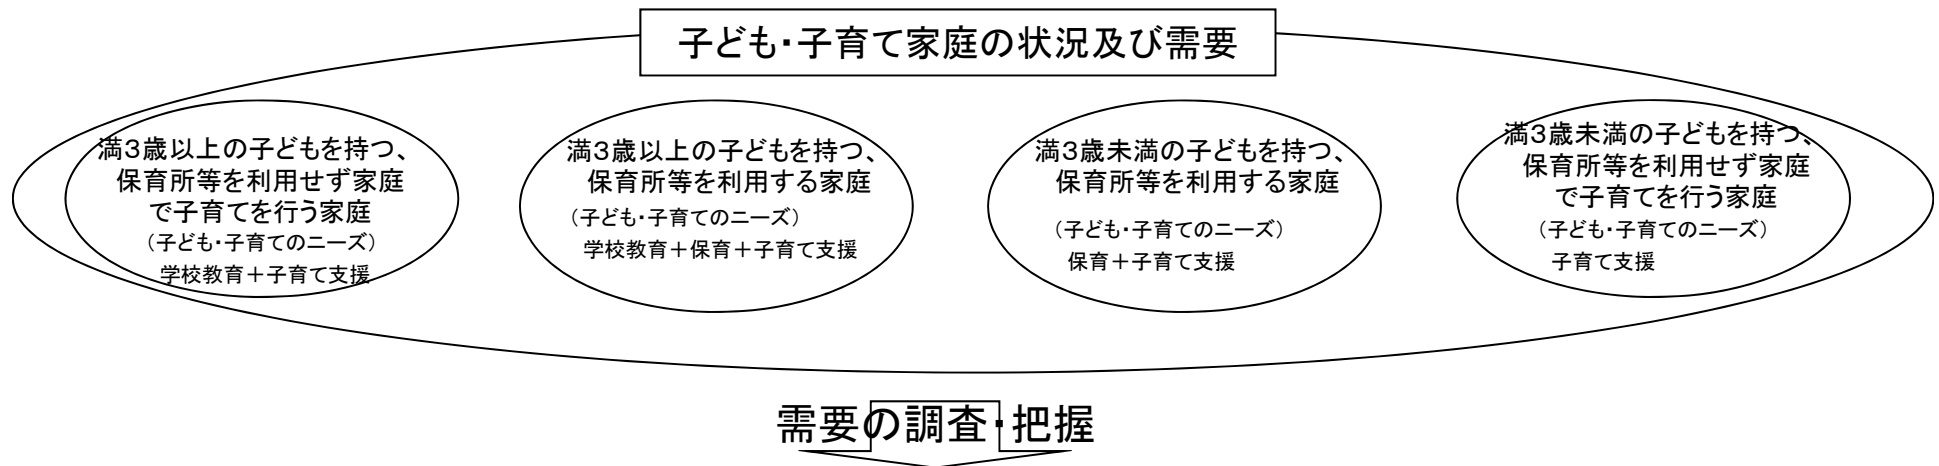 子ども・子育て家庭の状況及び需要
満3歳以上の子どもを持つ、
保育所等を利用せず家庭
で子育てを行う家庭
（子ども・子育てのニーズ）
学校教育＋子育て支援
満3歳以上の子どもを持つ、
保育所等を利用する家庭
（子ども・子育てのニーズ）
学校教育＋保育＋子育て支援
満3歳未満の子どもを持つ、
保育所等を利用する家庭
（子ども・子育てのニーズ）
保育＋子育て支援
満3歳未満の子どもを持つ、
保育所等を利用せず家庭
で子育てを行う家庭
（子ども・子育てのニーズ）
子育て支援
需要の調査・把握